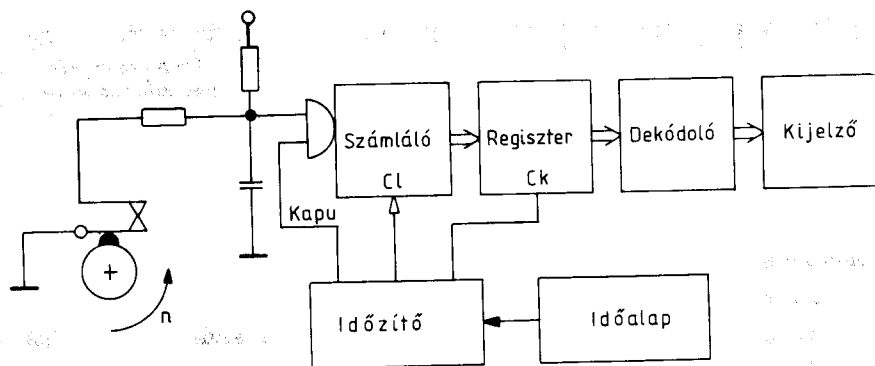 Számláló
Cl
Regiszter
Ck
Dekódoló
Kijelző
Kapu
n
Időzítő
Időalap